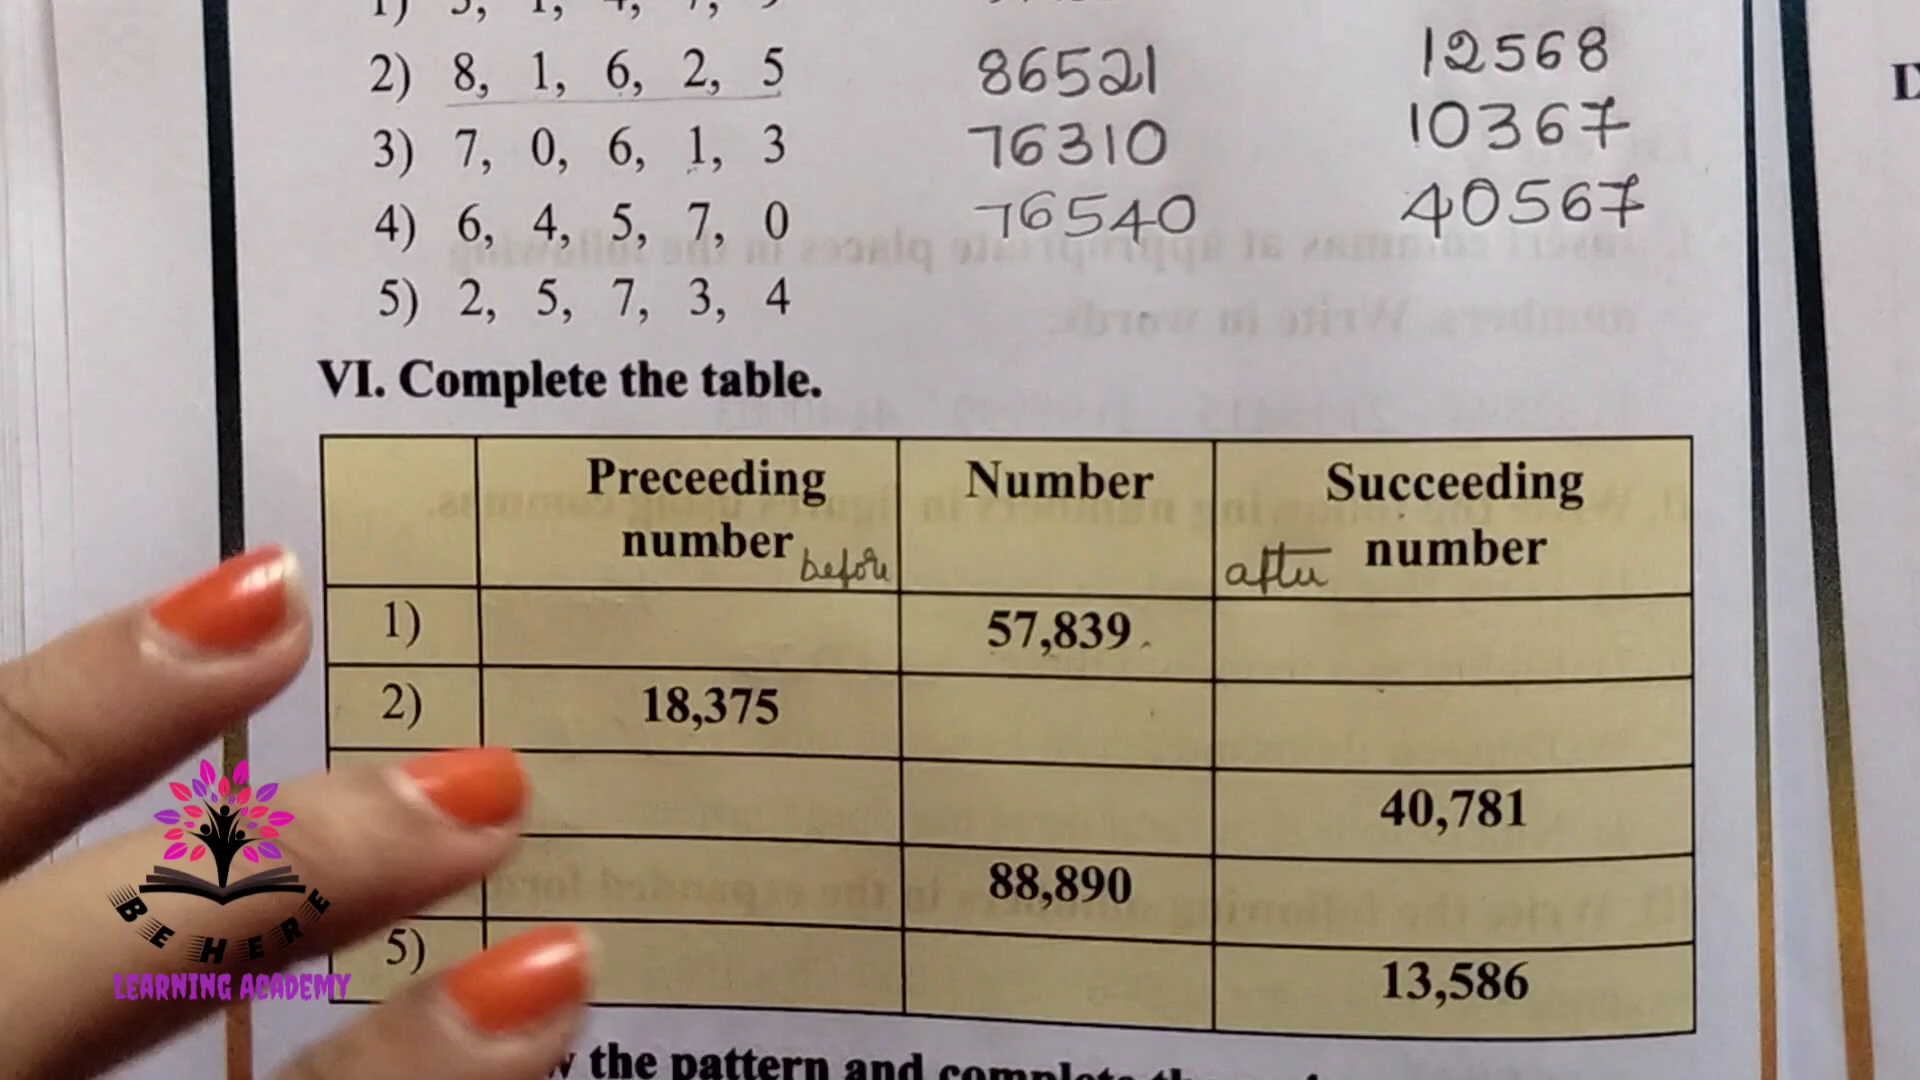 2) 8, 1, 6, 2, 5 86521 12568
3) 7, 0, 6, 1, 3 76310 10367
4) 6, 4, 5, 7, 0 76540 40567
5) 2, 5, 7, 3, 4
VI. Complete the table.
Preceeding number before Number Succeeding number after
1) 57,839
2) 18,375
40,781
88,890
5) 13,586
the pattern and complete
BE HERE
LEARNING ACADEMY